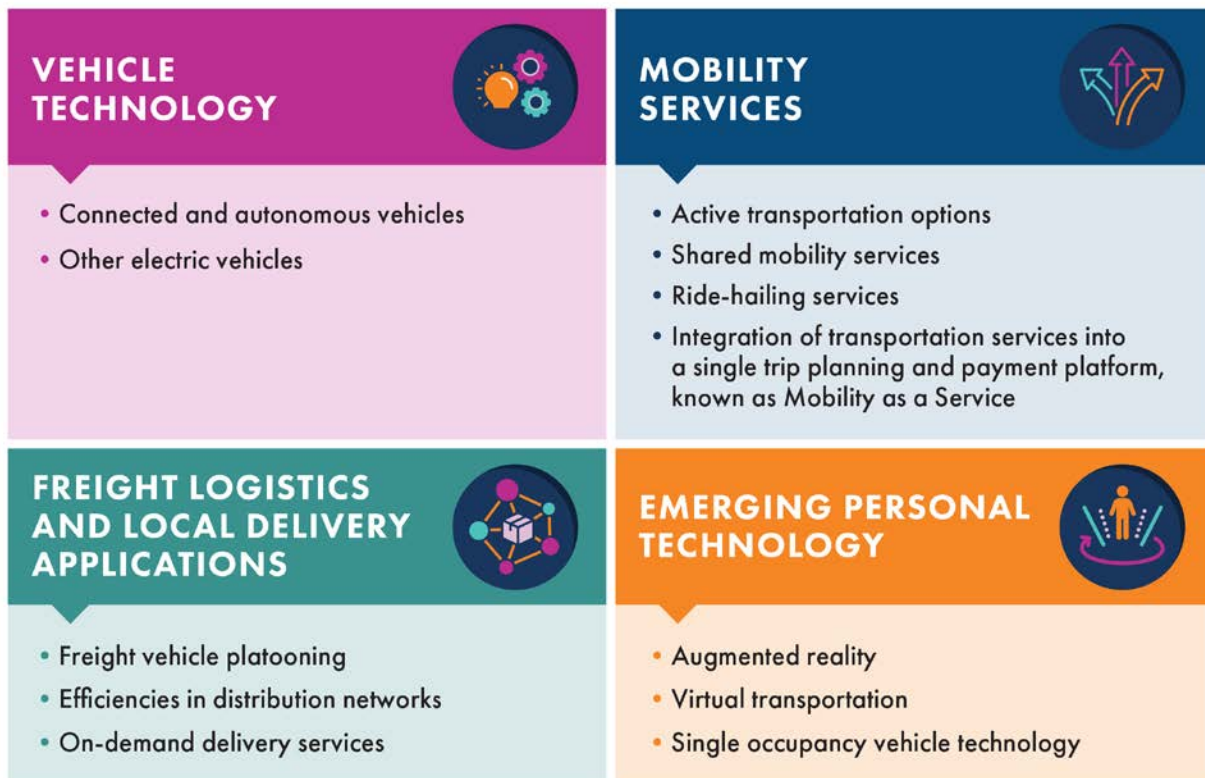 VEHICLE
TECHNOLOGY
• Connected and autonomous vehicles
• Other electric vehicles
MOBILITY
SERVICES
• Active transportation options
• Shared mobility services
• Ride-hailing services
• Integration of transportation services into
a single trip planning and payment platform,
known as Mobility as a Service
FREIGHT LOGISTICS
AND LOCAL DELIVERY
APPLICATIONS
• Freight vehicle platooning
• Efficiencies in distribution networks
• On-demand delivery services
EMERGING PERSONAL
TECHNOLOGY
• Augmented reality
• Virtual transportation
• Single occupancy vehicle technology